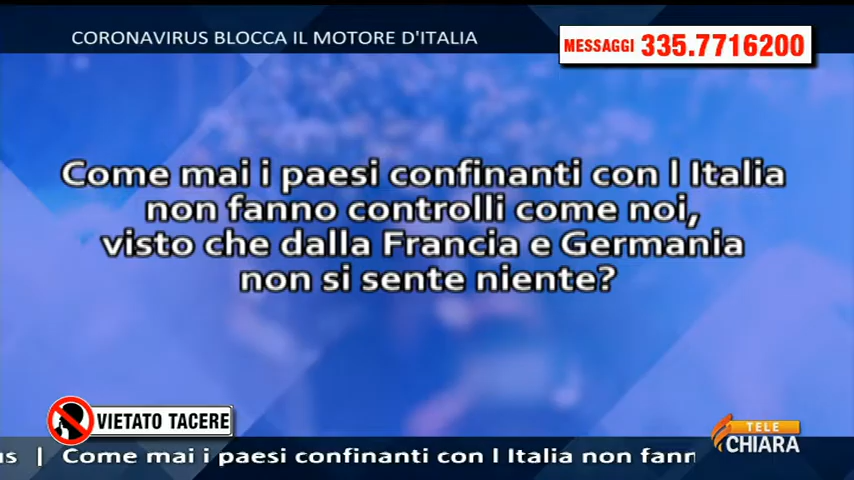 CORONAVIRUS BLOCCA IL MOTORE D'ITALIA
MESSAGGI 335.7716200
Come mai i paesi confinanti con l Italia
non fanno controlli come noi,
visto che dalla Francia e Germania
non si sente niente?
VIETATO TACERE
TELE
CHIARA
us | Come mai i paesi confinanti con l Italia non fann